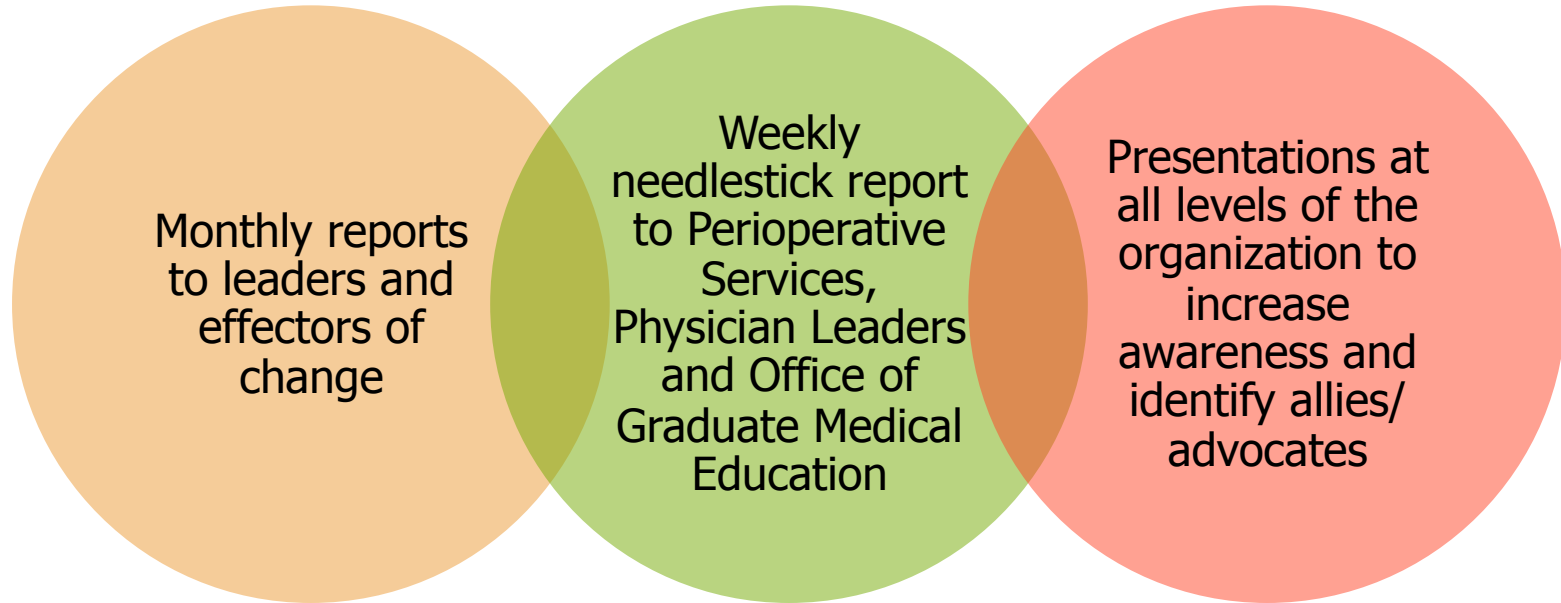 Monthly reports
to leaders and
effectors of
change
Weekly
needlestick report
to Perioperative
Services,
Physician Leaders
and Office of
Graduate Medical
Education
Presentations at
all levels of the
organization to
increase
awareness and
identify allies/
advocates